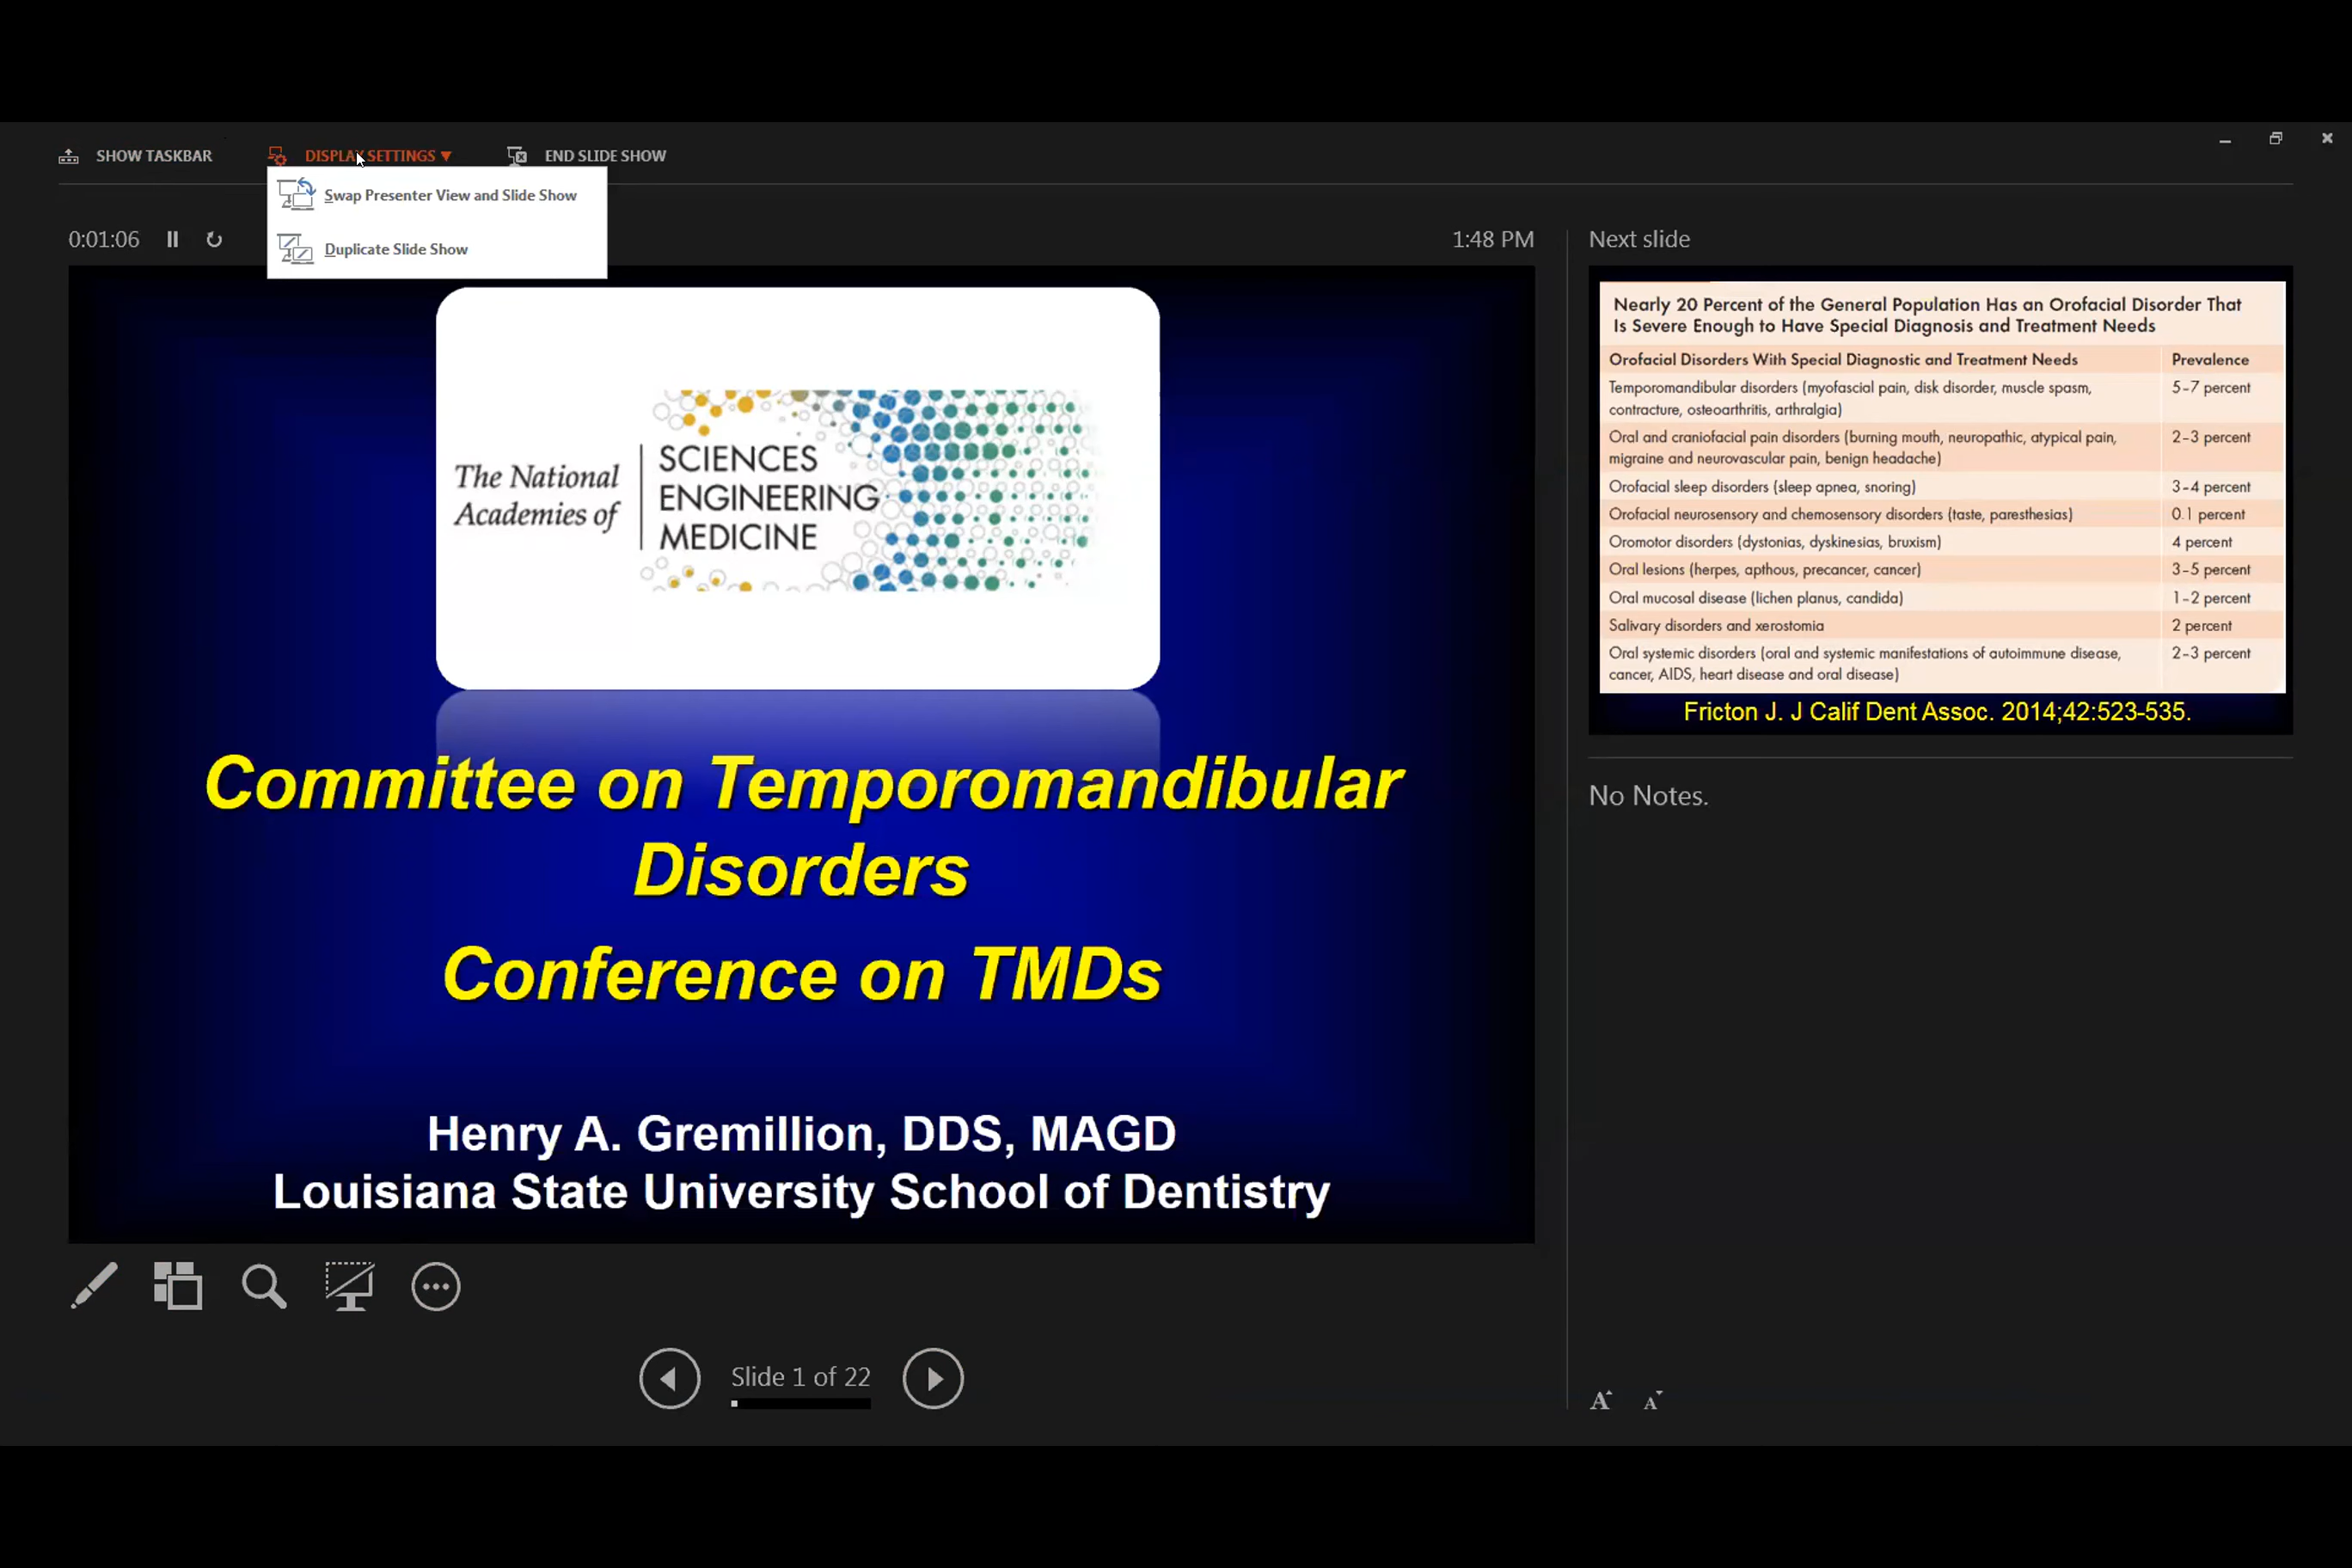 SHOW TASKBAR
DISPLAY SETTINGS ▼
END SLIDE SHOW
Swap Presenter View and Slide Show
Duplicate Slide Show
0:01:06
1:48 PM
The National
Academies of
SCIENCES
ENGINEERING
MEDICINE
Committee on Temporomandibular
Disorders
Conference on TMDs
Henry A. Gremillion, DDS, MAGD
Louisiana State University School of Dentistry
Slide 1 of 22
Next slide
Nearly 20 Percent of the General Population Has an Orofacial Disorder That
Is Severe Enough to Have Special Diagnosis and Treatment Needs
Orofacial Disorders With Special Diagnostic and Treatment Needs Prevalence
Temporomandibular disorders (myofascial pain, disk disorder, muscle spasm, 5–7 percent
contracture, osteoarthritis, arthralgia)
Oral and craniofacial pain disorders (burning mouth, neuropathic, atypical pain, 2–3 percent
migraine and neurovascular pain, benign headache)
Orofacial sleep disorders (sleep apnea, snoring) 3–4 percent
Orofacial neurosensory and chemosensory disorders (taste, paresthesias) 0.1 percent
Oromotor disorders (dystonias, dyskinesias, bruxism) 4 percent
Oral lesions (herpes, apthous, precancer, cancer) 3–5 percent
Oral mucosal disease (lichen planus, candida) 1–2 percent
Salivary disorders and xerostomia 2 percent
Oral systemic disorders (oral and systemic manifestations of autoimmune disease, 2–3 percent
cancer, AIDS, heart disease and oral disease)
Fricton J. J Calif Dent Assoc. 2014;42:523-535.
No Notes.
A A